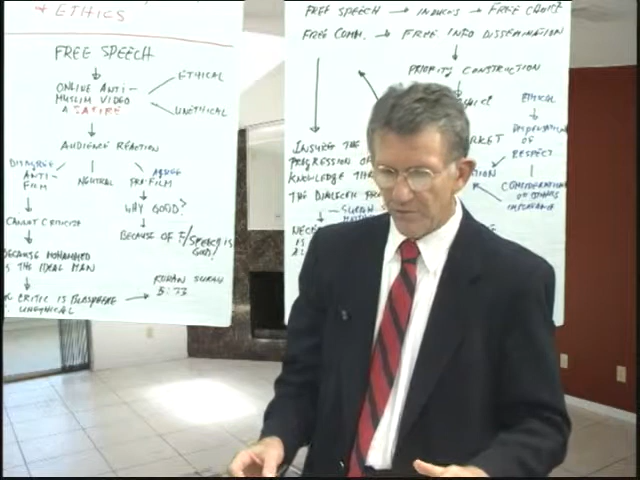 + ETHICS
FREE SPEECH
ONLINE ANTI-
MUSLIM VIDEO
A SATIRE
ETHICAL
UNETHICAL
AUDIENCE REACTION
DISAGREE
ANTI-
FILM
NEUTRAL
AGREE
PRO-FILM
CANNOT CRITICIZE
WHY GOOD?
BECAUSE MOHAMMED
IS THE IDEAL MAN
BECAUSE OF F/SPEECH IS
GOOD!
CRITIC IS BLASPHEME
UNETHICAL
KORAN SURAH
5:33
FREE SPEECH → INDUCES → FREE CHOICE
FREE COMM. → FREE INFO DISSEMINATION
PRIORITY CONSTRUCTION
ETHICAL
DISPENSATION
OF
RESPECT
CONSIDERATION
OF OTHERS
IMPORTANCE
INSURES THE
PROGRESSION OF
KNOWLEDGE
THE DIALECTIC
SURAH